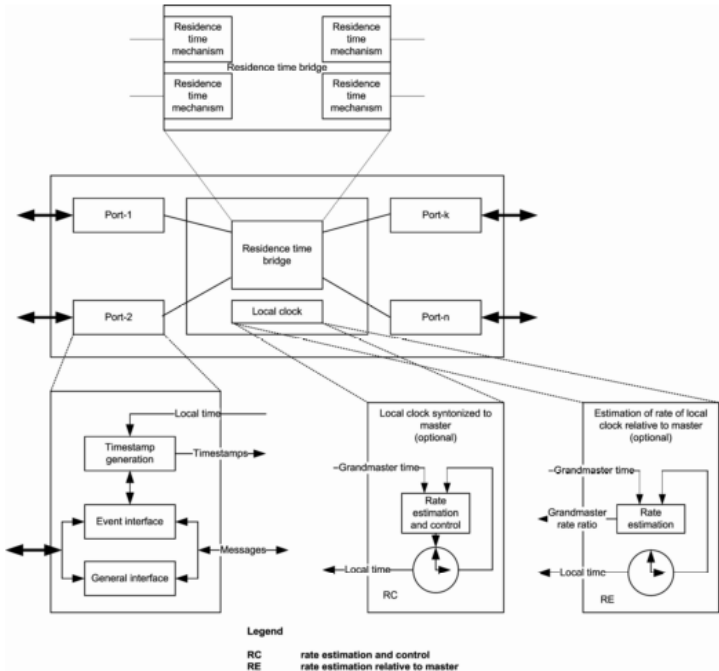 Residence
time
mechanism
Residence
time
mechanism
Residence time bridge
Residence
time
mechanism
Residence
time
mechanism
Port-1
Port-k
Residence time
bridge
Port-2
Local clock
Port-n
Local time
Timestamp
generation
Timestamps
Event interface
Messages
General interface
Local clock syntonized to
master
(optional)
Grandmaster time
Rate
estimation
and control
Local time
RC
Estimation of rate of local
clock relative to master
(optional)
Grandmaster time
Grandmaster
rate ratio
Rate
estimation
Local time
RE
Legend
RC rate estimation and control
RE rate estimation relative to master